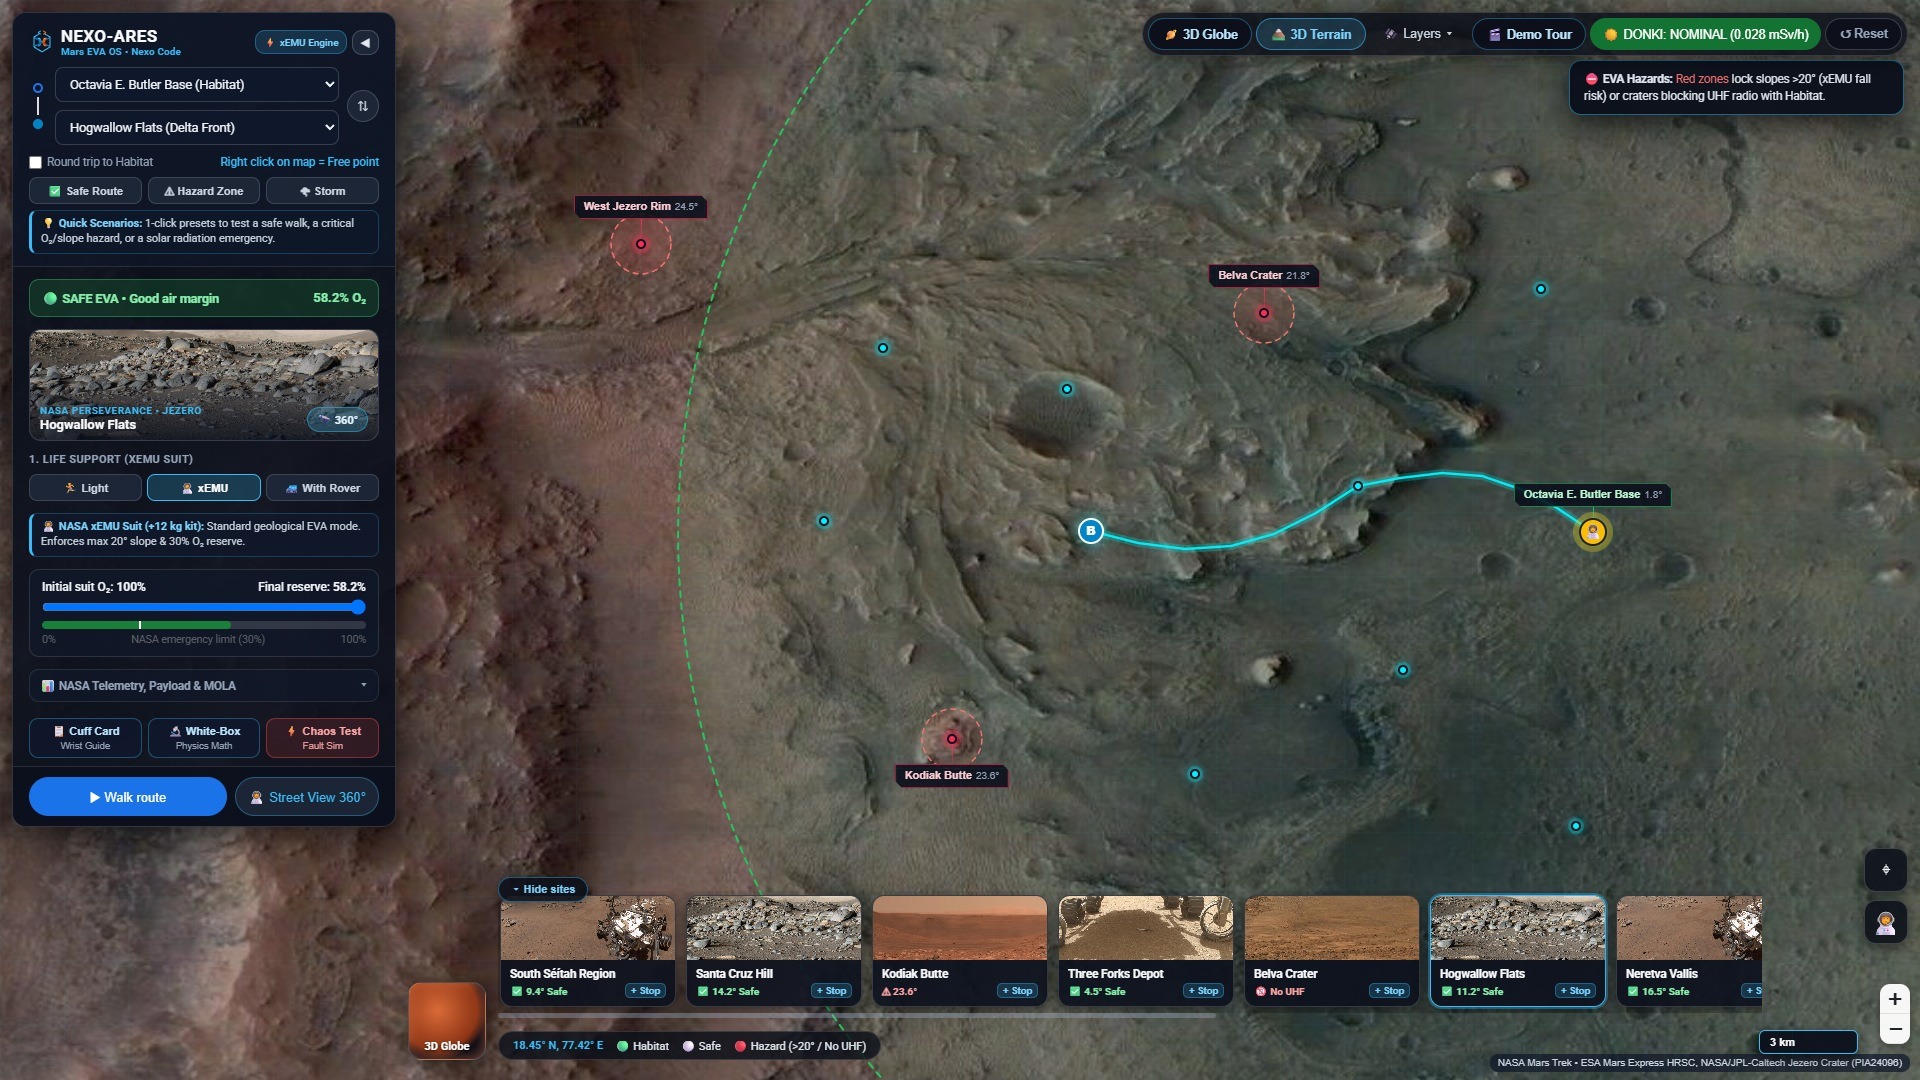 NEXO-ARES
Mars EVA OS • Nexo Code
xEMU Engine
Octavia E. Butler Base (Habitat)
Hogwallow Flats (Delta Front)
Round trip to Habitat
Right click on map = Free point
Safe Route
Hazard Zone
Storm
Quick Scenarios: 1-click presets to test a safe walk, a critical
O₂/slope hazard, or a solar radiation emergency.
SAFE EVA • Good air margin
58.2% O₂
NASA PERSEVERANCE • JEZERO
Hogwallow Flats
360°
1. LIFE SUPPORT (XEMU SUIT)
Light
xEMU
With Rover
NASA xEMU Suit (+12 kg kit): Standard geological EVA mode.
Enforces max 20° slope & 30% O₂ reserve.
Initial suit O₂: 100%
Final reserve: 58.2%
0%
NASA emergency limit (30%)
100%
NASA Telemetry, Payload & MOLA
Cuff Card
Wrist Guide
White-Box
Physics Math
Chaos Test
Fault Sim
Walk route
Street View 360°
3D Globe
3D Terrain
Layers
Demo Tour
DONKI: NOMINAL (0.028 mSv/h)
Reset
EVA Hazards: Red zones lock slopes >20° (xEMU fall
risk) or craters blocking UHF radio with Habitat.
West Jezero Rim 24.5°
Belva Crater 21.8°
Octavia E. Butler Base 1.8°
B
Kodiak Butte 23.6°
Hide sites
South Séítah Region
9.4° Safe
+ Stop
Santa Cruz Hill
14.2° Safe
+ Stop
Kodiak Butte
23.6°
+ Stop
Three Forks Depot
4.5° Safe
+ Stop
Belva Crater
No UHF
+ Stop
Hogwallow Flats
11.2° Safe
+ Stop
Neretva Vallis
16.5° Safe
+ S
3D Globe
18.45° N, 77.42° E
Habitat
Safe
Hazard (>20° / No UHF)
+
−
3 km
NASA Mars Trek • ESA Mars Express HRSC, NASA/JPL-Caltech Jezero Crater (PIA24096)